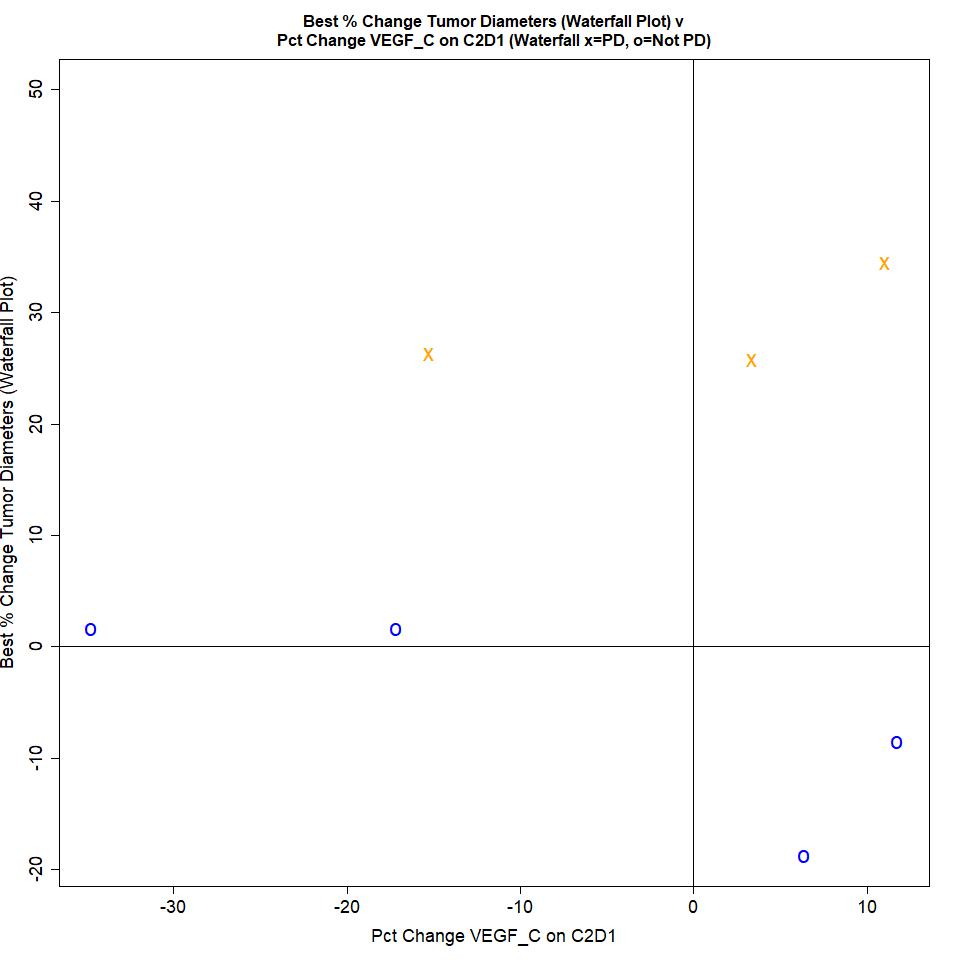 Best % Change Tumor Diameters (Waterfall Plot) v
Pct Change VEGF_C on C2D1 (Waterfall x=PD, o=Not PD)
Best % Change Tumor Diameters (Waterfall Plot)
50
40
30
20
10
0
-10
-20
X
X
X
O
O
O
O
-30
-20
-10
0
10
Pct Change VEGF_C on C2D1